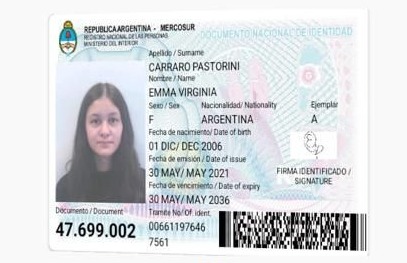 REPUBLICA ARGENTINA - MERCOSUR
REGISTRO NACIONAL DE LAS PERSONAS
MINISTERIO DEL INTERIOR
DOCUMENTO NACIONAL DE IDENTIDAD
Apellido / Surname
CARRARO PASTORINI
Nombre / Name
EMMA VIRGINIA
Sexo / Sex Nacionalidad/ Nationality Ejemplar
F ARGENTINA A
Fecha de nacimiento/ Date of birth
01 DIC/ DEC 2006
Fecha de emisión / Date of issue
30 MAY/ MAY 2021
FIRMA IDENTIFICADO /
SIGNATURE
Fecha de vencimiento / Date of expiry
30 MAY/ MAY 2036
Documento / Document
47.699.002
Trámite No/ Of. ident.
00661197646
7561